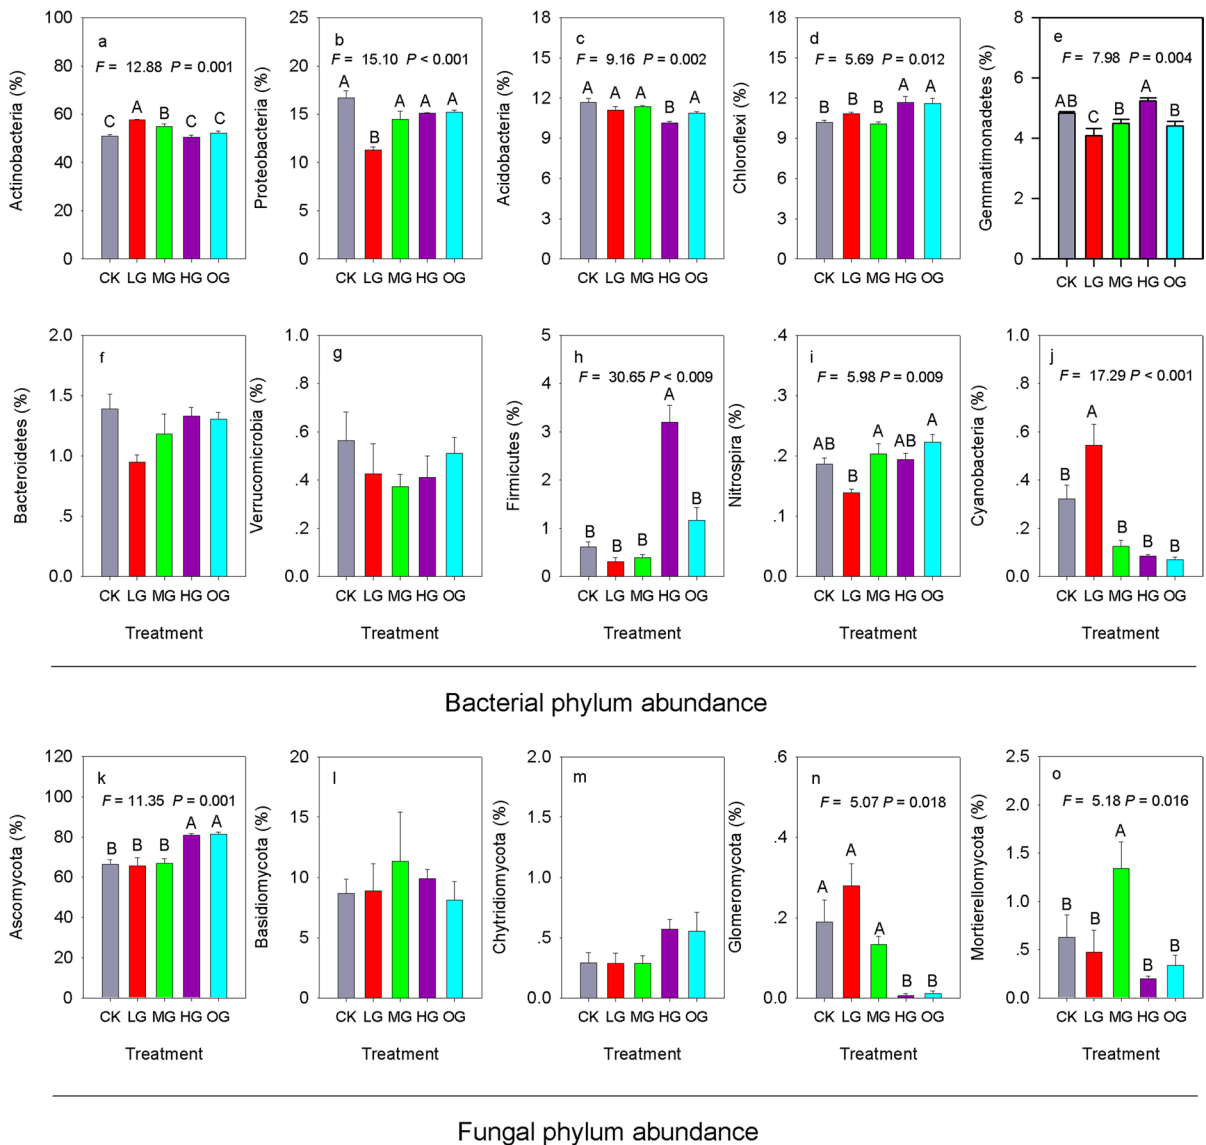 Actinobacteria (%)
100
80
60
40
20
0
a
F = 12.88 P = 0.001
C A B C C
CK LG MG HG OG
Proteobacteria (%)
25
20
15
10
5
0
b
F = 15.10 P < 0.001
A B A A A
CK LG MG HG OG
Acidobacteria (%)
18
15
12
9
6
3
0
c
F = 9.16 P = 0.002
A A A B A
CK LG MG HG OG
Chloroflexi (%)
18
15
12
9
6
3
0
d
F = 5.69 P = 0.012
B B B A A
CK LG MG HG OG
Gemmatimonadetes (%)
8
6
4
2
0
e
F = 7.98 P = 0.004
AB C B A B
CK LG MG HG OG
Bacteroidetes (%)
2.0
1.5
1.0
.5
0.0
f
CK LG MG HG OG
Treatment
Verrucomicrobia (%)
1.0
.8
.6
.4
.2
0.0
g
CK LG MG HG OG
Treatment
Firmicutes (%)
5
4
3
2
1
0
h
F = 30.65 P < 0.009
B B B A B
CK LG MG HG OG
Treatment
Nitrospira (%)
.4
.3
.2
.1
0.0
i
F = 5.98 P = 0.009
AB B A AB A
CK LG MG HG OG
Treatment
Cyanobacteria (%)
1.0
.8
.6
.4
.2
0.0
j
F = 17.29 P < 0.001
B A B B B
CK LG MG HG OG
Treatment
Bacterial phylum abundance
Ascomycota (%)
120
100
80
60
40
20
0
k
F = 11.35 P = 0.001
B B B A A
CK LG MG HG OG
Treatment
Basidiomycota (%)
20
15
10
5
0
l
CK LG MG HG OG
Treatment
Chytridiomycota (%)
2.0
1.5
1.0
.5
0.0
m
CK LG MG HG OG
Treatment
Glomeromycota (%)
.6
.4
.2
0.0
n
F = 5.07 P = 0.018
A A A B B
CK LG MG HG OG
Treatment
Mortierellomycota (%)
2.5
2.0
1.5
1.0
.5
0.0
o
F = 5.18 P = 0.016
B B A B B
CK LG MG HG OG
Treatment
Fungal phylum abundance